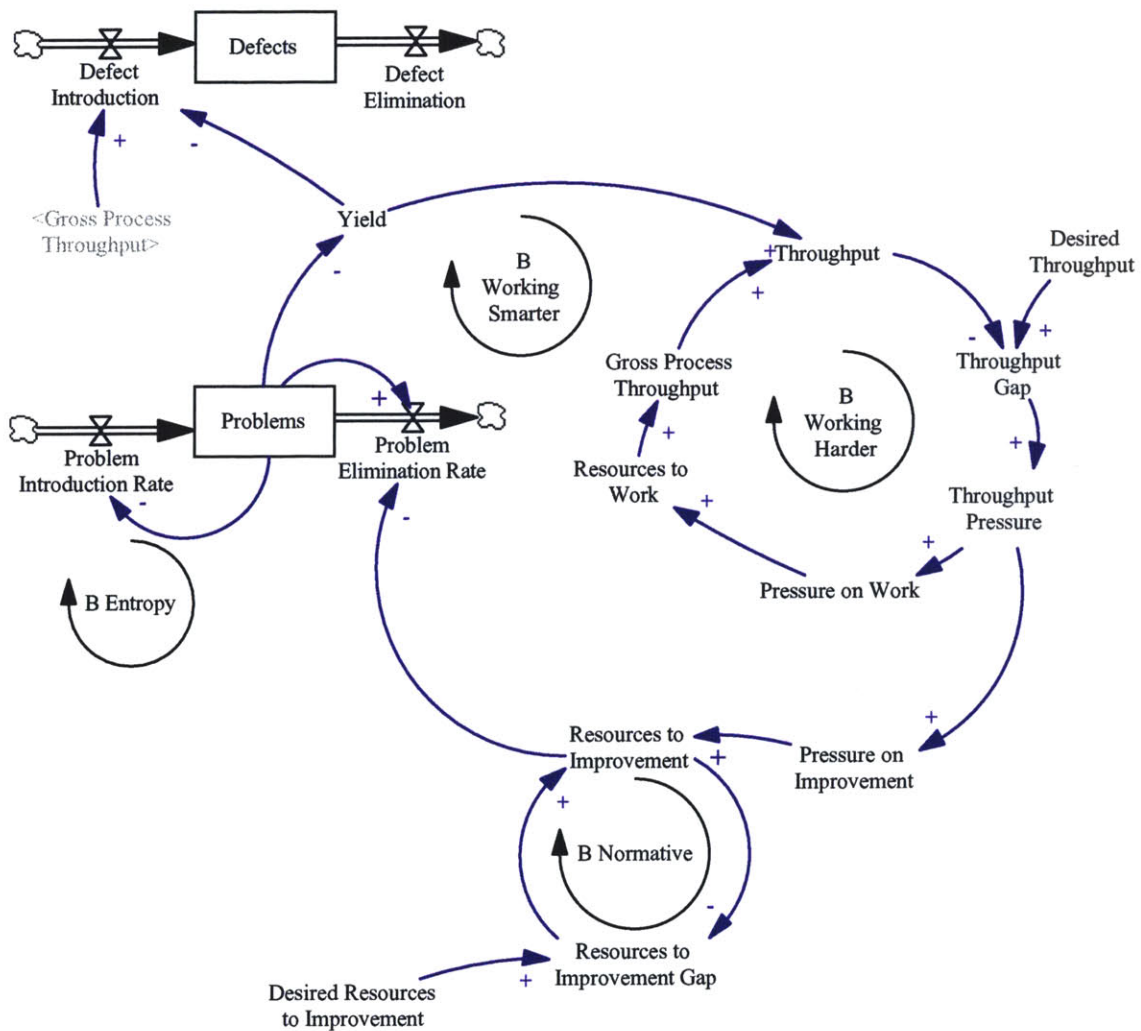 Defects
Defect
Introduction
Defect
Elimination
+
-
<Gross Process
Throughput>
Yield
-
B
Working
Smarter
+
Throughput
+
Desired
Throughput
-
+
Throughput
Gap
Gross Process
Throughput
B
Working
Harder
+
Problems
+
Problem
Introduction Rate
Problem
Elimination Rate
-
-
+
Resources to
Work
+
Throughput
Pressure
+
+
Pressure on Work
B Entropy
+
Resources to
Improvement
+
Pressure on
Improvement
+
B Normative
-
Resources to
Improvement Gap
+
Desired Resources
to Improvement